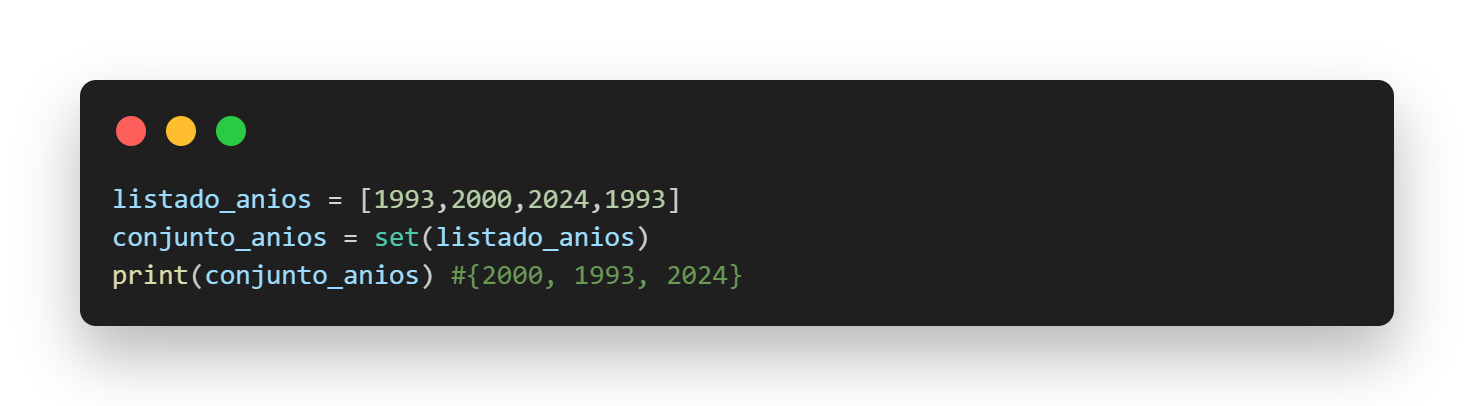 listado_anios = [1993,2000,2024,1993]
conjunto_anios = set(listado_anios)
print(conjunto_anios) #{2000, 1993, 2024}